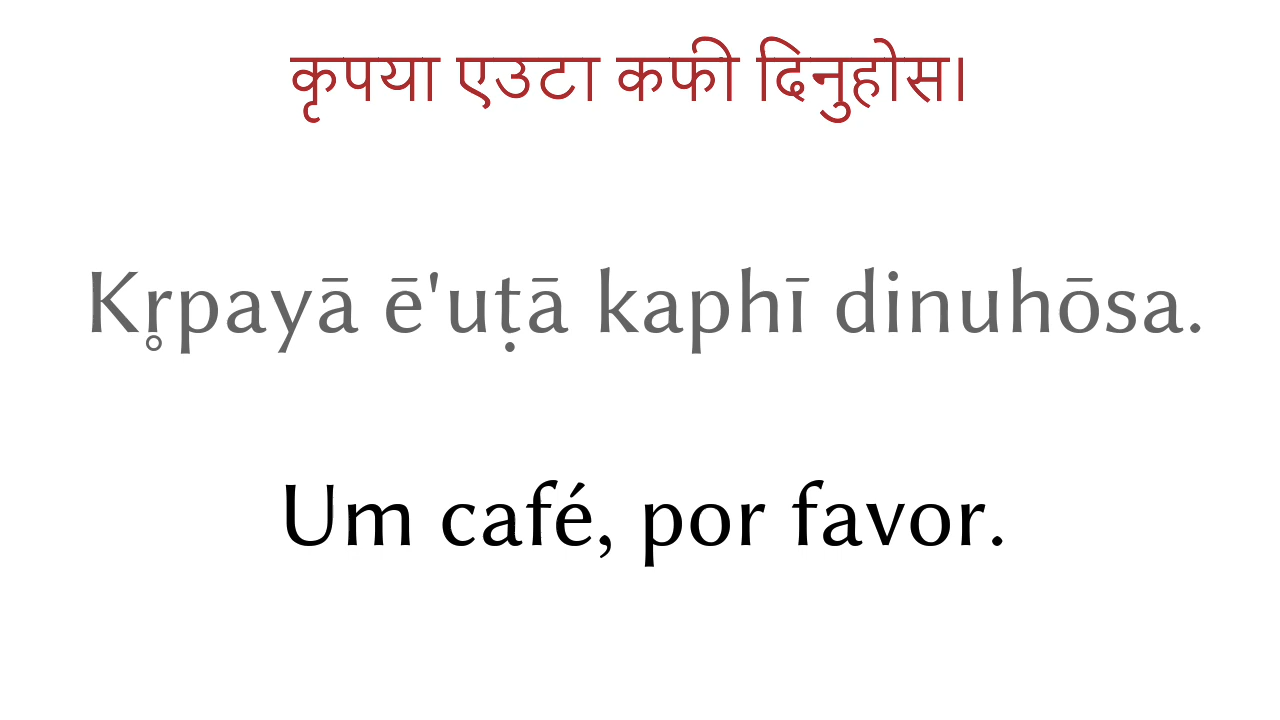 कृपया एउटा कफी दिनुहोस।
Kr̥payā ē'uṭā kaphī dinuhōsa.
Um café, por favor.